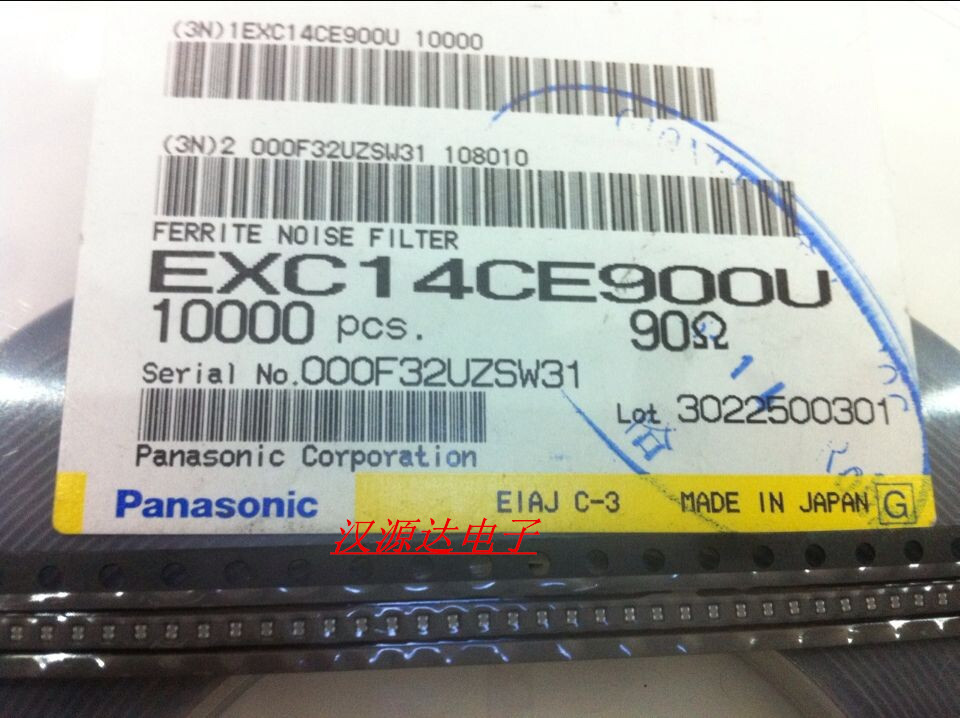 (3N)1EXC14CE900U 10000
(3N)2 000F32UZSW31 108010
FERRITE NOISE FILTER
EXC14CE900U
10000 pcs. 90Ω
Serial No.000F32UZSW31
Lot 3022500301
Panasonic Corporation
Panasonic EIAJ C-3 MADE IN JAPAN G
汉源达电子